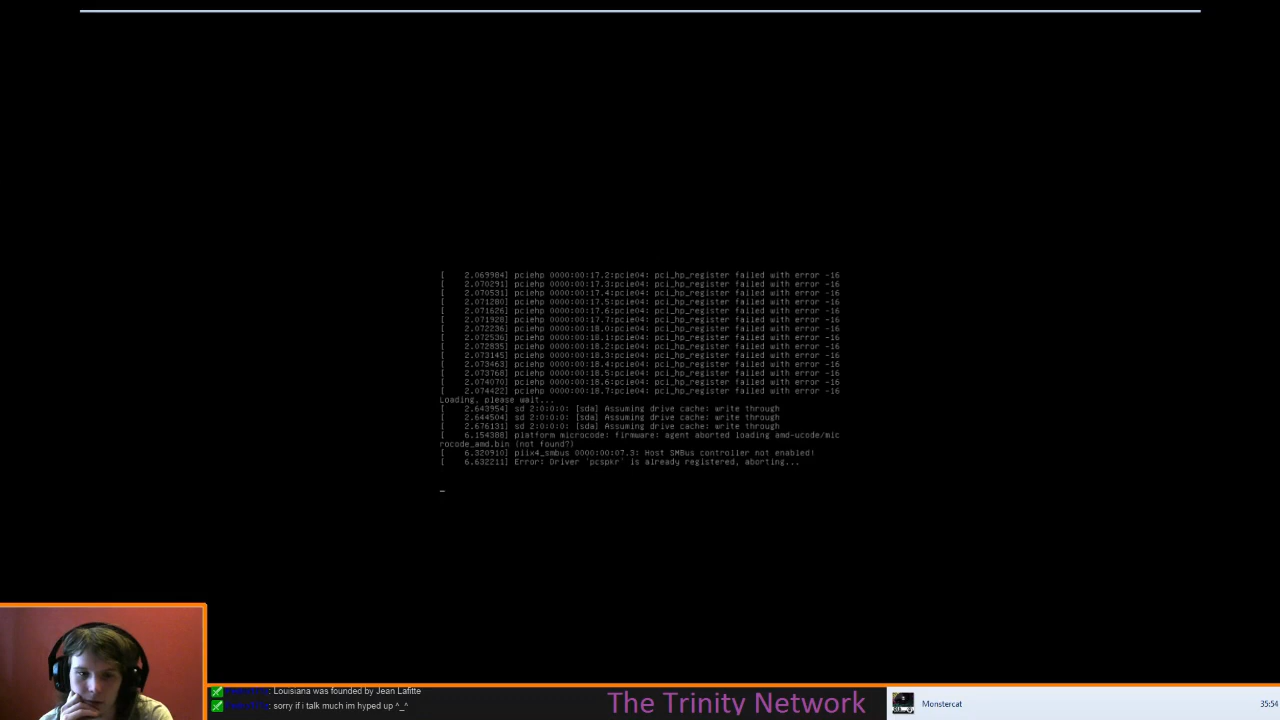 [    2.069984] pciehp 0000:00:17.2:pcie04: pci_hp_register failed with error -16
[    2.070291] pciehp 0000:00:17.3:pcie04: pci_hp_register failed with error -16
[    2.070531] pciehp 0000:00:17.4:pcie04: pci_hp_register failed with error -16
[    2.071280] pciehp 0000:00:17.5:pcie04: pci_hp_register failed with error -16
[    2.071626] pciehp 0000:00:17.6:pcie04: pci_hp_register failed with error -16
[    2.071928] pciehp 0000:00:17.7:pcie04: pci_hp_register failed with error -16
[    2.072236] pciehp 0000:00:18.0:pcie04: pci_hp_register failed with error -16
[    2.072536] pciehp 0000:00:18.1:pcie04: pci_hp_register failed with error -16
[    2.072835] pciehp 0000:00:18.2:pcie04: pci_hp_register failed with error -16
[    2.073145] pciehp 0000:00:18.3:pcie04: pci_hp_register failed with error -16
[    2.073463] pciehp 0000:00:18.4:pcie04: pci_hp_register failed with error -16
[    2.073768] pciehp 0000:00:18.5:pcie04: pci_hp_register failed with error -16
[    2.074070] pciehp 0000:00:18.6:pcie04: pci_hp_register failed with error -16
[    2.074422] pciehp 0000:00:18.7:pcie04: pci_hp_register failed with error -16
Loading, please wait...
[    2.643954] sd 2:0:0:0: [sda] Assuming drive cache: write through
[    2.644504] sd 2:0:0:0: [sda] Assuming drive cache: write through
[    2.676131] sd 2:0:0:0: [sda] Assuming drive cache: write through
[    6.154388] platform microcode: firmware: agent aborted loading amd-ucode/mic
rocode_amd.bin (not found?)
[    6.320910] piix4_smbus 0000:00:07.3: Host SMBus controller not enabled!
[    6.632211] Error: Driver 'pcspkr' is already registered, aborting...
_
: Louisiana was founded by Jean Lafitte
: sorry if i talk much im hyped up ^_^
The Trinity Network
Monstercat
35:54